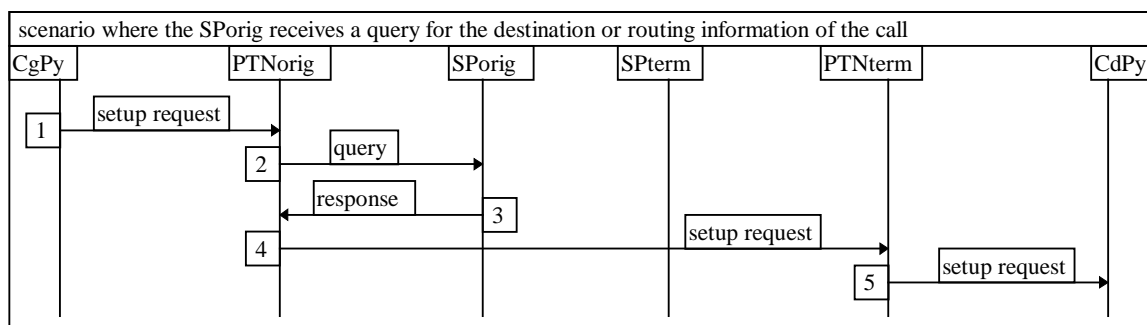 scenario where the SPorig receives a query for the destination or routing information of the call
CgPy PTNorig SPorig SPterm PTNterm CdPy
1 setup request
2 query
response 3
4 setup request
5 setup request